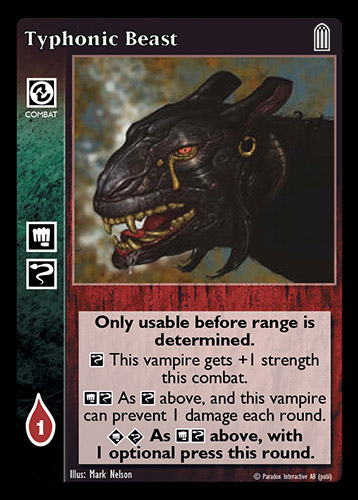 Typhonic Beast
COMBAT
Only usable before range is
determined.
This vampire gets +1 strength
this combat.
As above, and this vampire
can prevent 1 damage each round.
As above, with
1 optional press this round.
1
Illus: Mark Nelson
© Paradox Interactive AB (publ)